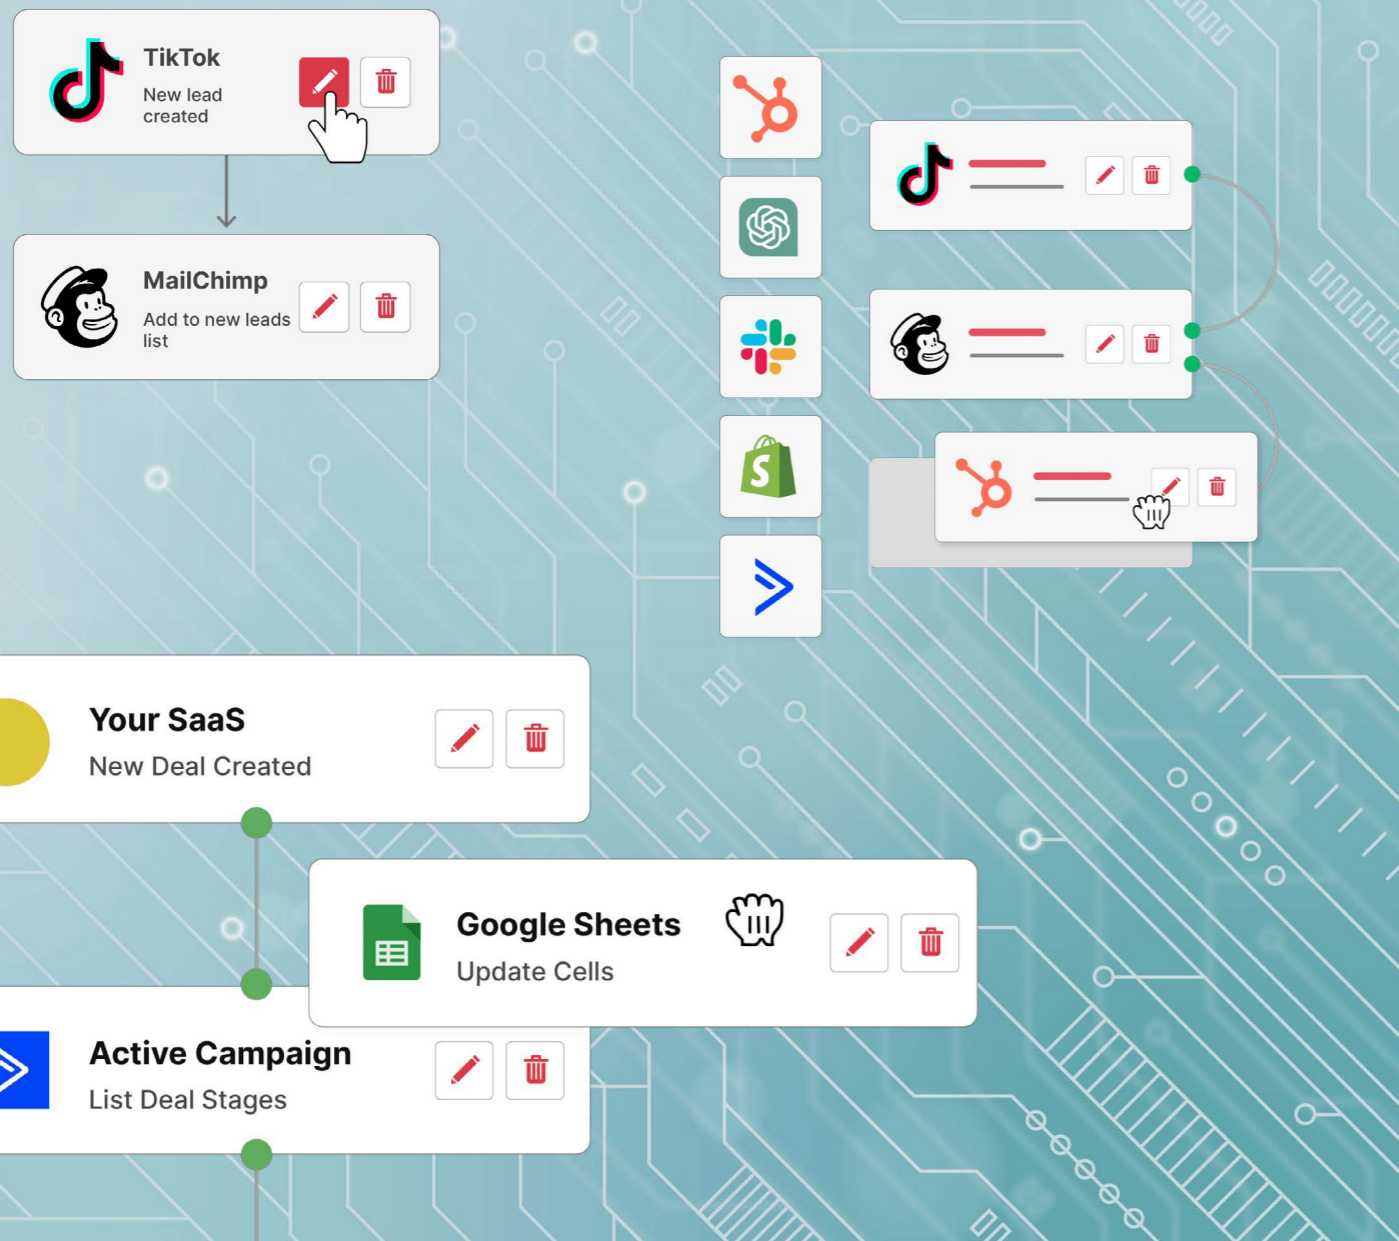 TikTok
New lead
created
MailChimp
Add to new leads
list
Your SaaS
New Deal Created
Google Sheets
Update Cells
Active Campaign
List Deal Stages